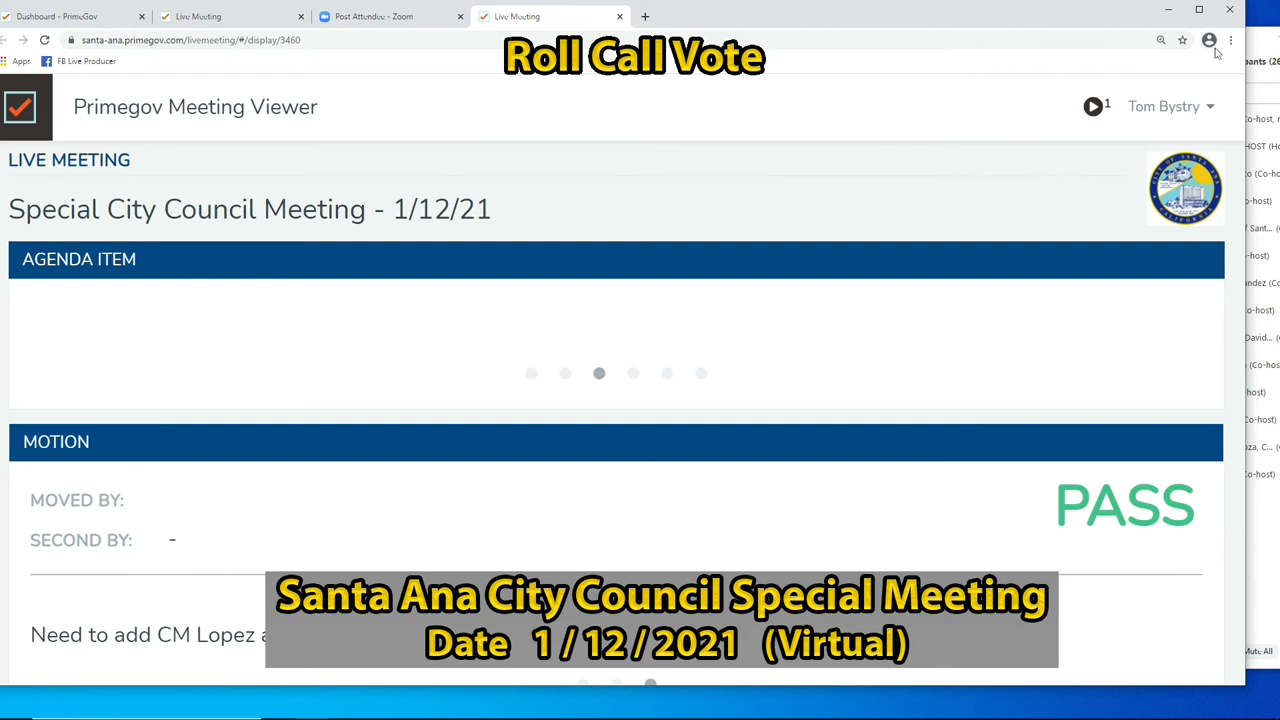 Dashboard - PrimeGov
Live Meeting
Post Attendee - Zoom
Live Meeting
santa-ana.primegov.com/livemeeting/#/display/3460
Apps
FB Live Producer
Roll Call Vote
Primegov Meeting Viewer
1
Tom Bystry
LIVE MEETING
Special City Council Meeting - 1/12/21
AGENDA ITEM
MOTION
MOVED BY:
PASS
SECOND BY: -
Need to add CM Lopez a
Santa Ana City Council Special Meeting
Date 1 / 12 / 2021 (Virtual)
Mute All